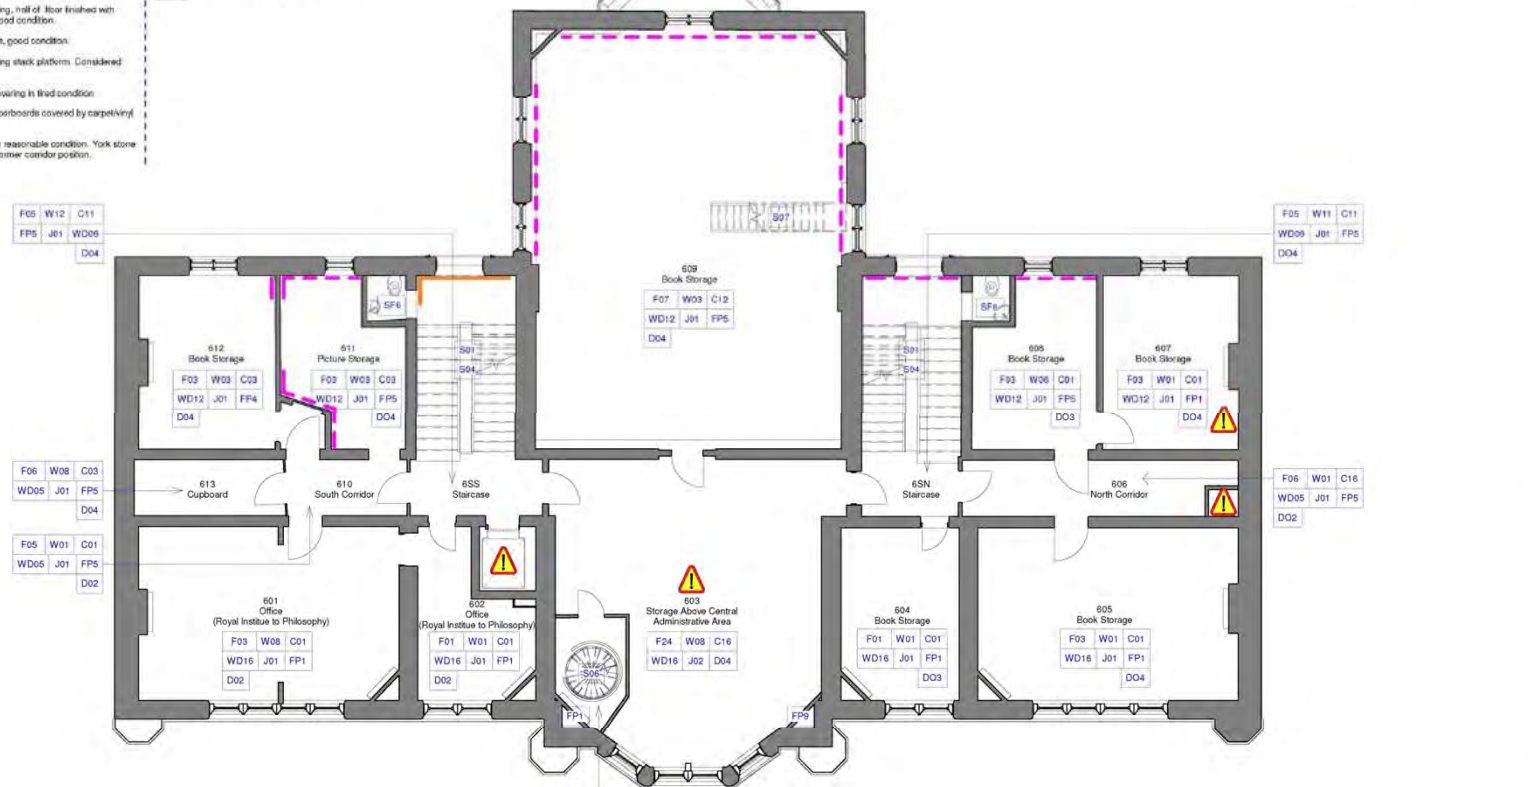 ing, half of floor finished with
ood condition.
, good condition.
ing stack platform. Considered
overing in tired condition
oorboards covered by carpet/vinyl
reasonable condition. York stone
ormer corridor position.
F05 W12 C11
FP5 J01 WD06
D04
F05 W11 C11
WD09 J01 FP5
DO4
S07
609
Book Storage
F07 W03 C12
WD12 J01 FP5
D04
SF6
SF6
S01
S04
S01
S04
612
Book Storage
F03 W03 C03
WD12 J01 FP4
D04
611
Picture Storage
F03 W03 C03
WD12 J01 FP5
DO4
608
Book Storage
F03 W06 C01
WD12 J01 FP5
DO3
607
Book Storage
F03 W01 C01
WD12 J01 FP1
DO4
F06 W08 C03
WD05 J01 FP5
D04
613
Cupboard
610
South Corridor
6SS
Staircase
6SN
Staircase
606
North Corridor
F06 W01 C16
WD05 J01 FP5
DO2
F05 W01 C01
WD05 J01 FP5
D02
601
Office
(Royal Institue to Philosophy)
F03 W08 C01
WD16 J01 FP1
D02
602
Office
(Royal Institue to Philosophy)
F01 W01 C01
WD16 J01 FP1
D02
603
Storage Above Central
Administrative Area
F24 W08 C16
WD16 J02 D04
604
Book Storage
F01 W01 C01
WD16 J01 FP1
DO3
605
Book Storage
F03 W01 C01
WD16 J01 FP1
DO4
S06
FP1
FP9